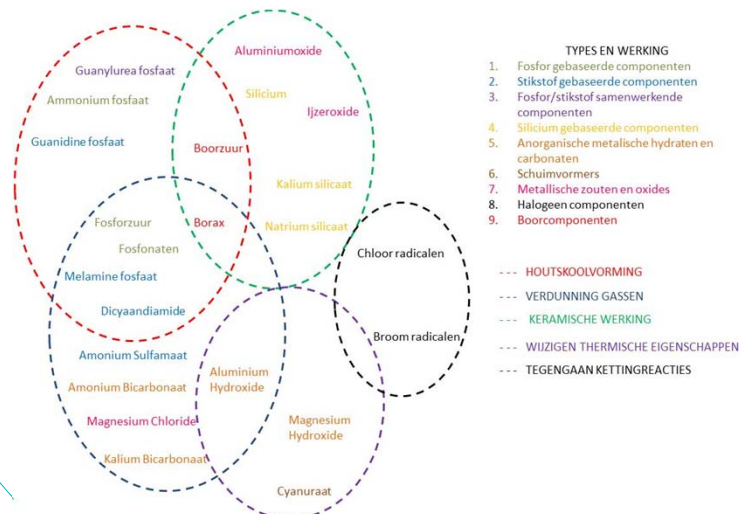 Aluminiumoxide
Guanylurea fosfaat
Silicium
Ammonium fosfaat
Ijzeroxide
Guanidine fosfaat
Boorzuur
Kalium silicaat
Fosforzuur
Borax
Natrium silicaat
Fosfonaten
Melamine fosfaat
Dicyaandiamide
Chloor radicalen
Broom radicalen
Amonium Sulfamaat
Aluminium
Hydroxide
Amonium Bicarbonaat
Magnesium Chloride
Magnesium
Hydroxide
Kalium Bicarbonaat
Cyanuraat
TYPES EN WERKING
1. Fosfor gebaseerde componenten
2. Stikstof gebaseerde componenten
3. Fosfor/stikstof samenwerkende
componenten
4. Silicium gebaseerde componenten
5. Anorganische metalische hydraten en
carbonaten
6. Schuimvormers
7. Metallische zouten en oxides
8. Halogeen componenten
9. Boorcomponenten
--- HOUTSKOOLVORMING
--- VERDUNNING GASSEN
--- KERAMISCHE WERKING
--- WIJZIGEN THERMISCHE EIGENSCHAPPEN
--- TEGENGAAN KETTINGREACTIES